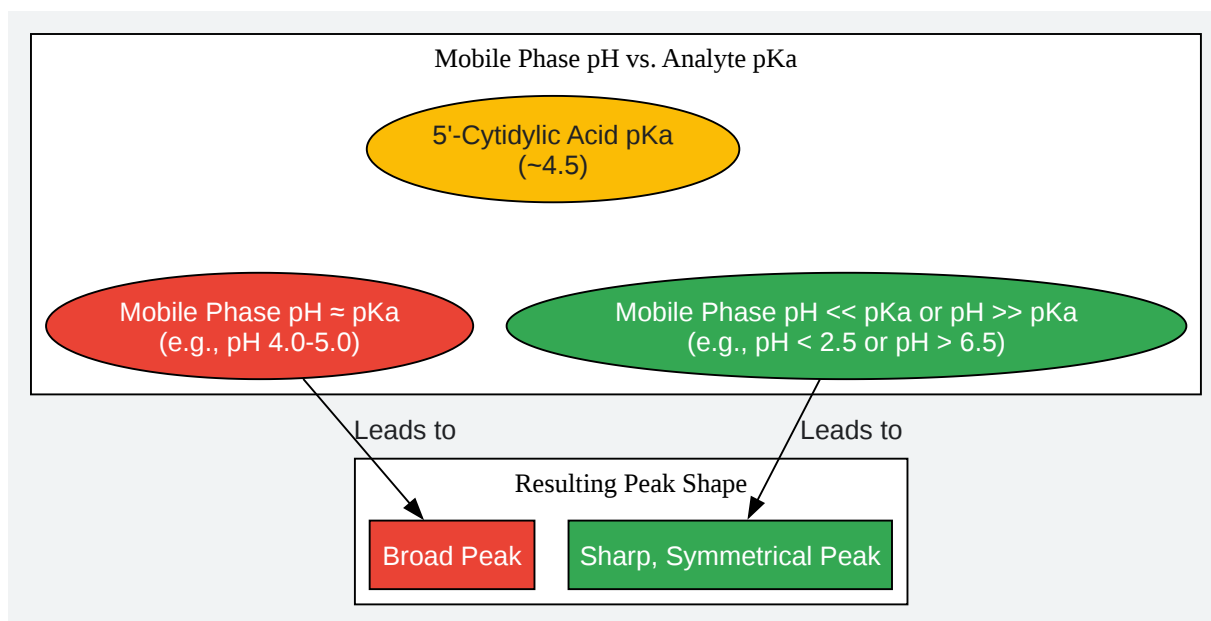 Mobile Phase pH vs. Analyte pKa
5'-Cytidylic Acid pKa
(~4.5)
Mobile Phase pH ≈ pKa
(e.g., pH 4.0-5.0)
Mobile Phase pH << pKa or pH >> pKa
(e.g., pH < 2.5 or pH > 6.5)
Leads to
Leads to
Resulting Peak Shape
Broad Peak
Sharp, Symmetrical Peak